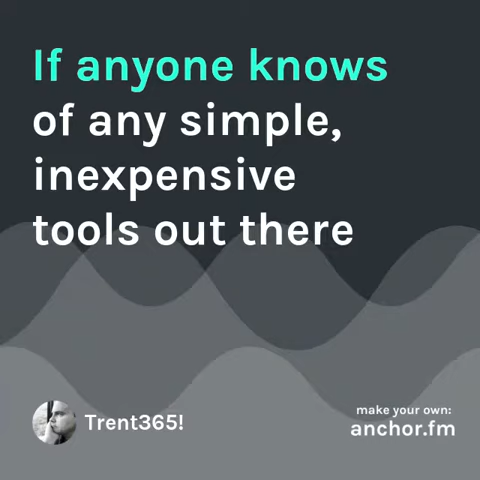 If anyone knows
of any simple,
inexpensive
tools out there
Trent365!
make your own:
anchor.fm